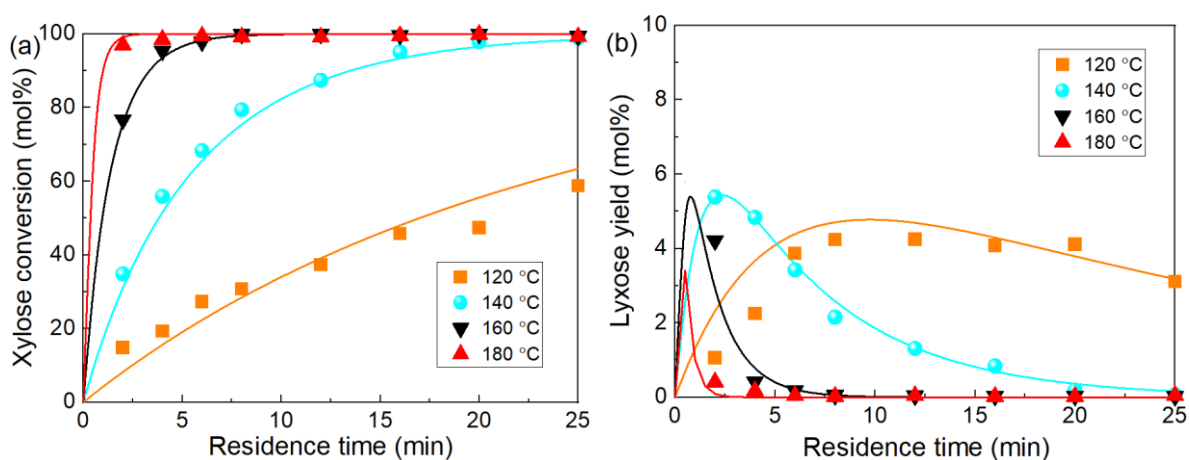 (a)
Xylose conversion (mol%)
100
80
60
40
20
0
120 °C
140 °C
160 °C
180 °C
0 5 10 15 20 25
Residence time (min)
(b)
Lyxose yield (mol%)
10
8
6
4
2
0
120 °C
140 °C
160 °C
180 °C
0 5 10 15 20 25
Residence time (min)